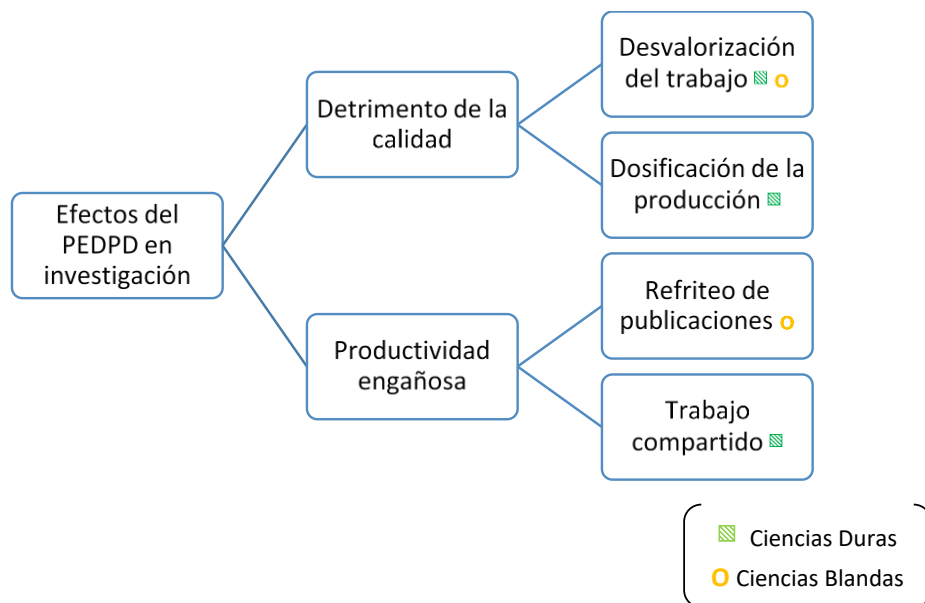 Efectos del
PEDPD en
investigación
Detrimento de la
calidad
Desvalorización
del trabajo
Dosificación de la
producción
Productividad
engañosa
Refriteo de
publicaciones
Trabajo
compartido
Ciencias Duras
Ciencias Blandas